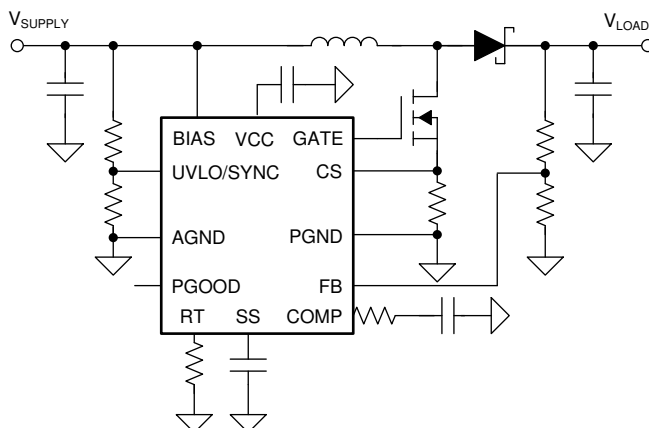 VSUPPLY
VLOAD
BIAS VCC GATE
UVLO/SYNC CS
AGND PGND
PGOOD FB
RT SS COMP